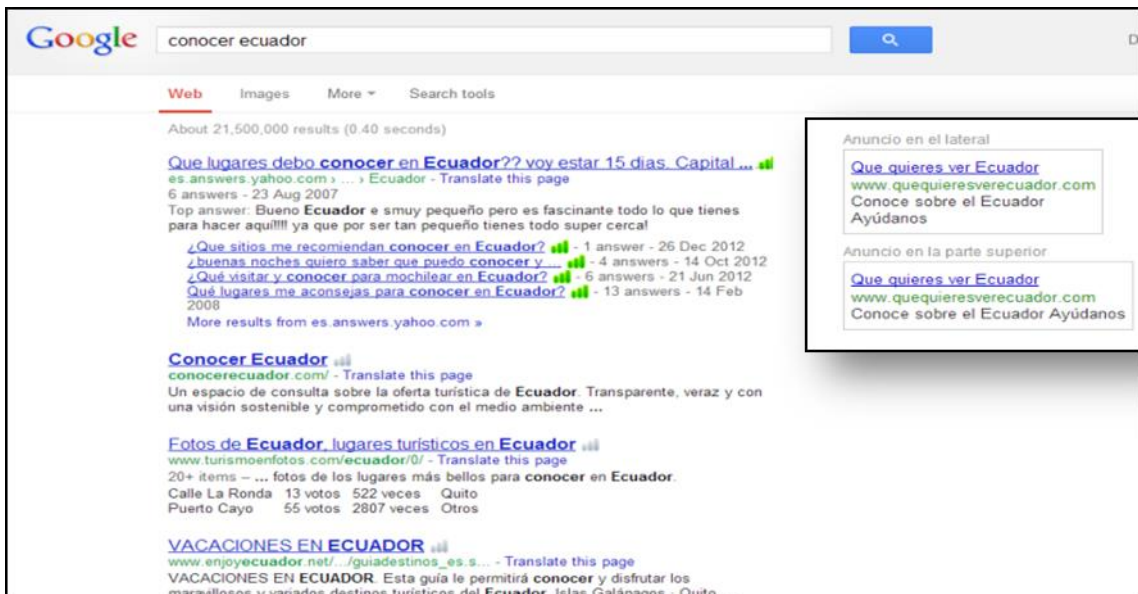 Google conocer ecuador
Web Images More Search tools
About 21,500,000 results (0.40 seconds)
Que lugares debo conocer en Ecuador?? voy estar 15 dias. Capital ...
es.answers.yahoo.com › ... › Ecuador - Translate this page
6 answers - 23 Aug 2007
Top answer: Bueno Ecuador e smuy pequeño pero es fascinante todo lo que tienes
para hacer aqui!!!! ya que por ser tan pequeño tienes todo super cerca!
¿Que sitios me recomiendan conocer en Ecuador? - 1 answer - 26 Dec 2012
¿buenas noches quiero saber que puedo conocer y ... - 4 answers - 14 Oct 2012
¿Qué visitar y conocer para mochilear en Ecuador? - 6 answers - 21 Jun 2012
Qué lugares me aconsejas para conocer en Ecuador? - 13 answers - 14 Feb
2008
More results from es.answers.yahoo.com »
Conocer Ecuador
conocerecuador.com/ - Translate this page
Un espacio de consulta sobre la oferta turística de Ecuador. Transparente, veraz y con
una visión sostenible y comprometido con el medio ambiente ...
Fotos de Ecuador, lugares turísticos en Ecuador
www.turismoenfotos.com/ecuador/0/ - Translate this page
20+ items – ... fotos de los lugares más bellos para conocer en Ecuador.
Calle La Ronda 13 votos 522 veces Quito
Puerto Cayo 55 votos 2807 veces Otros
VACACIONES EN ECUADOR
www.enjoyecuador.net/.../guiadestinos_es.s... - Translate this page
VACACIONES EN ECUADOR. Esta guía le permitirá conocer y disfrutar los
maravillosos y variados destinos turísticos del Ecuador. Islas Galápagos · Quito
Anuncio en el lateral
Que quieres ver Ecuador
www.quequieresverecuador.com
Conoce sobre el Ecuador
Ayúdanos
Anuncio en la parte superior
Que quieres ver Ecuador
www.quequieresverecuador.com
Conoce sobre el Ecuador Ayúdanos